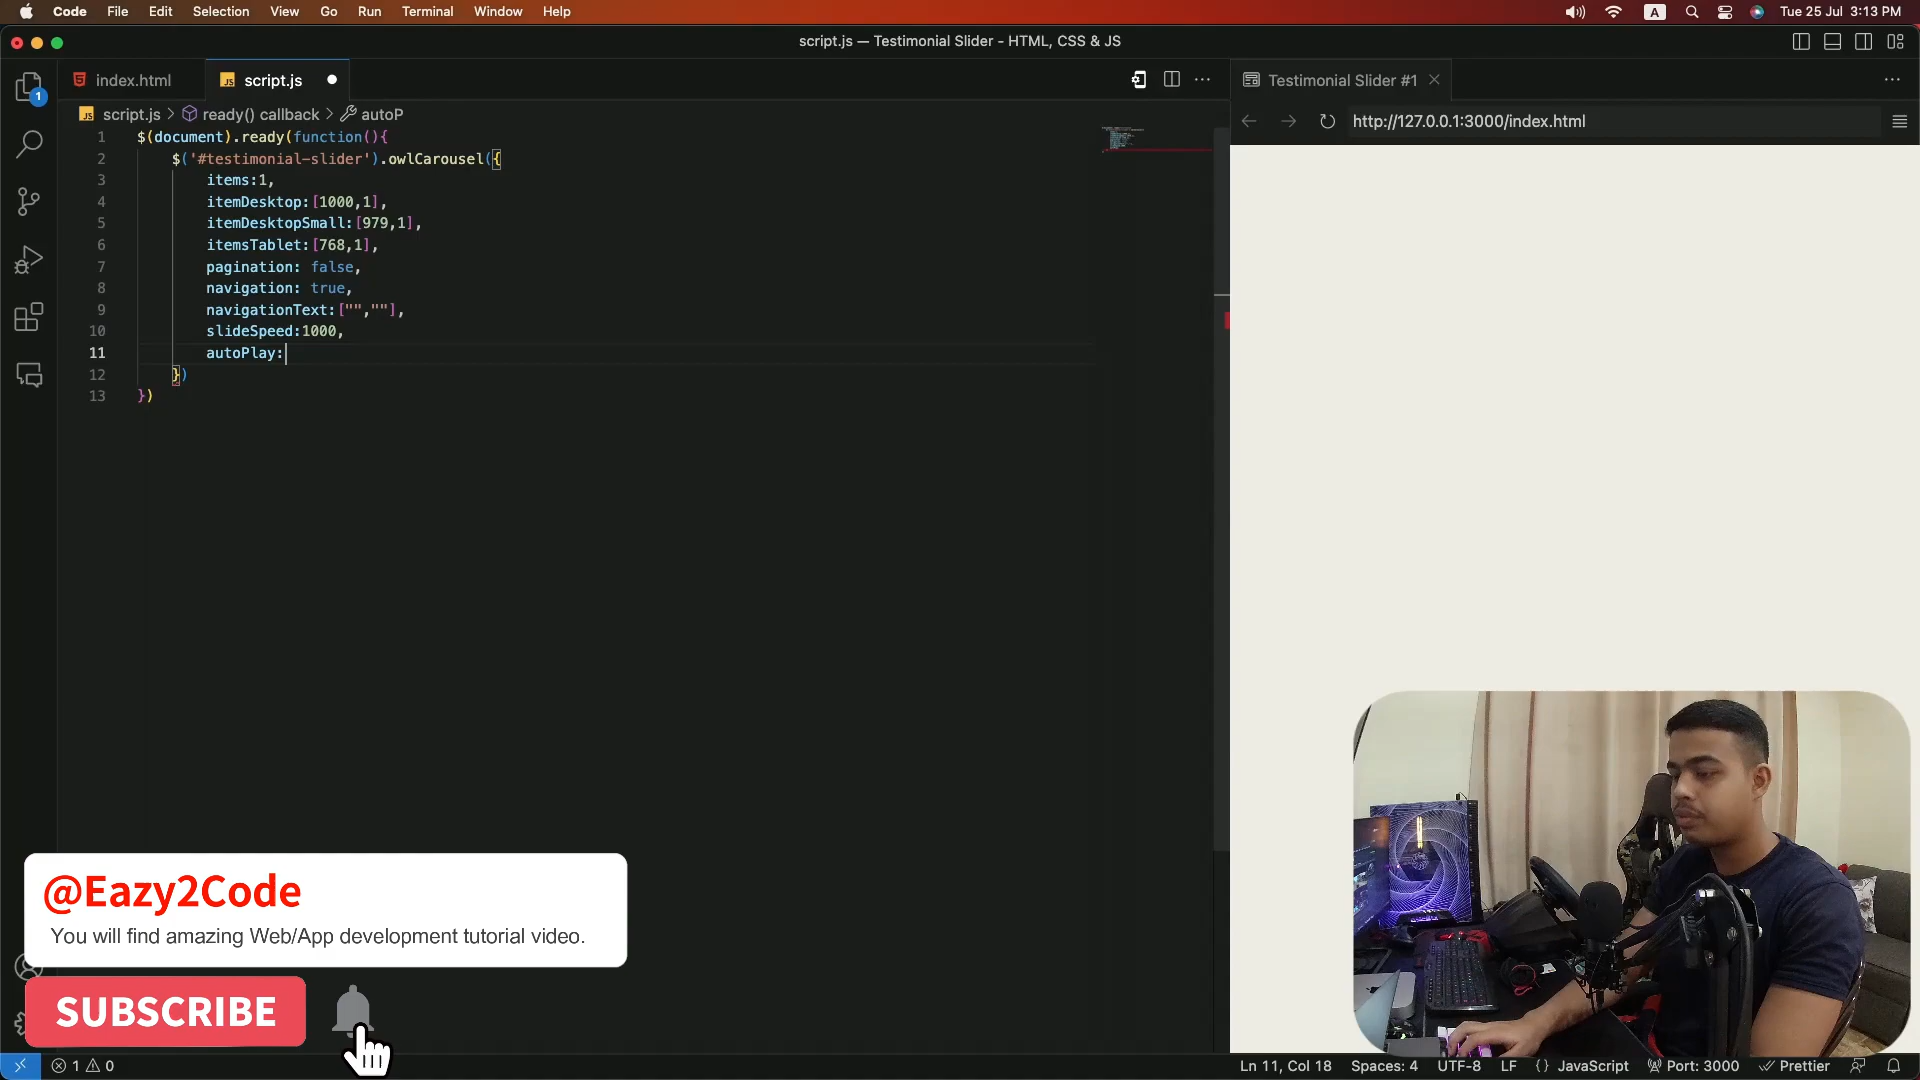 Code File Edit Selection View Go Run Terminal Window Help
A Tue 25 Jul 3:13 PM
script.js — Testimonial Slider - HTML, CSS & JS
index.html JS script.js
Testimonial Slider #1
JS script.js > ready() callback > autoP
http://127.0.0.1:3000/index.html
1
1 $(document).ready(function(){
2 $('#testimonial-slider').owlCarousel({
3 items:1,
4 itemDesktop:[1000,1],
5 itemDesktopSmall:[979,1],
6 itemsTablet:[768,1],
7 pagination: false,
8 navigation: true,
9 navigationText:["",""],
10 slideSpeed:1000,
11 autoPlay:
12 })
13 })
@Eazy2Code
You will find amazing Web/App development tutorial video.
SUBSCRIBE
1 0 Ln 11, Col 18 Spaces: 4 UTF-8 LF {} JavaScript Port: 3000 Prettier